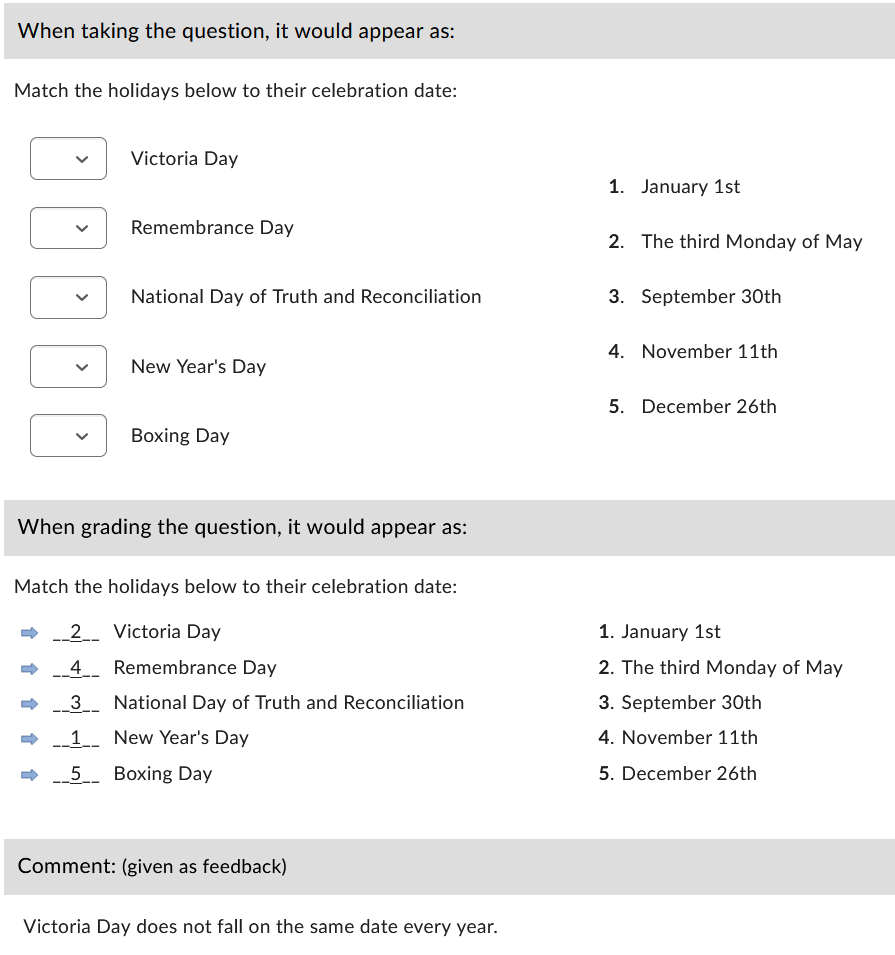 When taking the question, it would appear as:
Match the holidays below to their celebration date:
Victoria Day
Remembrance Day
National Day of Truth and Reconciliation
New Year's Day
Boxing Day
1. January 1st
2. The third Monday of May
3. September 30th
4. November 11th
5. December 26th
When grading the question, it would appear as:
Match the holidays below to their celebration date:
__2__ Victoria Day
__4__ Remembrance Day
__3__ National Day of Truth and Reconciliation
__1__ New Year's Day
__5__ Boxing Day
1. January 1st
2. The third Monday of May
3. September 30th
4. November 11th
5. December 26th
Comment: (given as feedback)
Victoria Day does not fall on the same date every year.